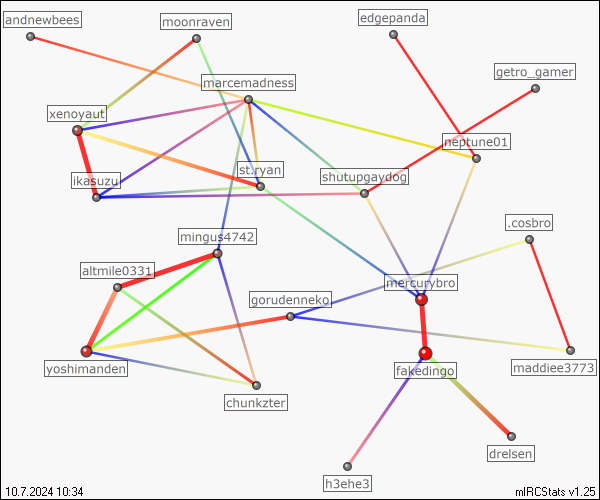 andnewbees
moonraven
edgepanda
getro_gamer
marcemadness
xenoyaut
neptune01
st.ryan
shutupgaydog
ikasuzu
.cosbro
mingus4742
altmile0331
mercurybro
gorudenneko
yoshimanden
fakedingo
maddiee3773
chunkzter
drelsen
h3ehe3
10.7.2024 10:34
mIRCStats v1.25